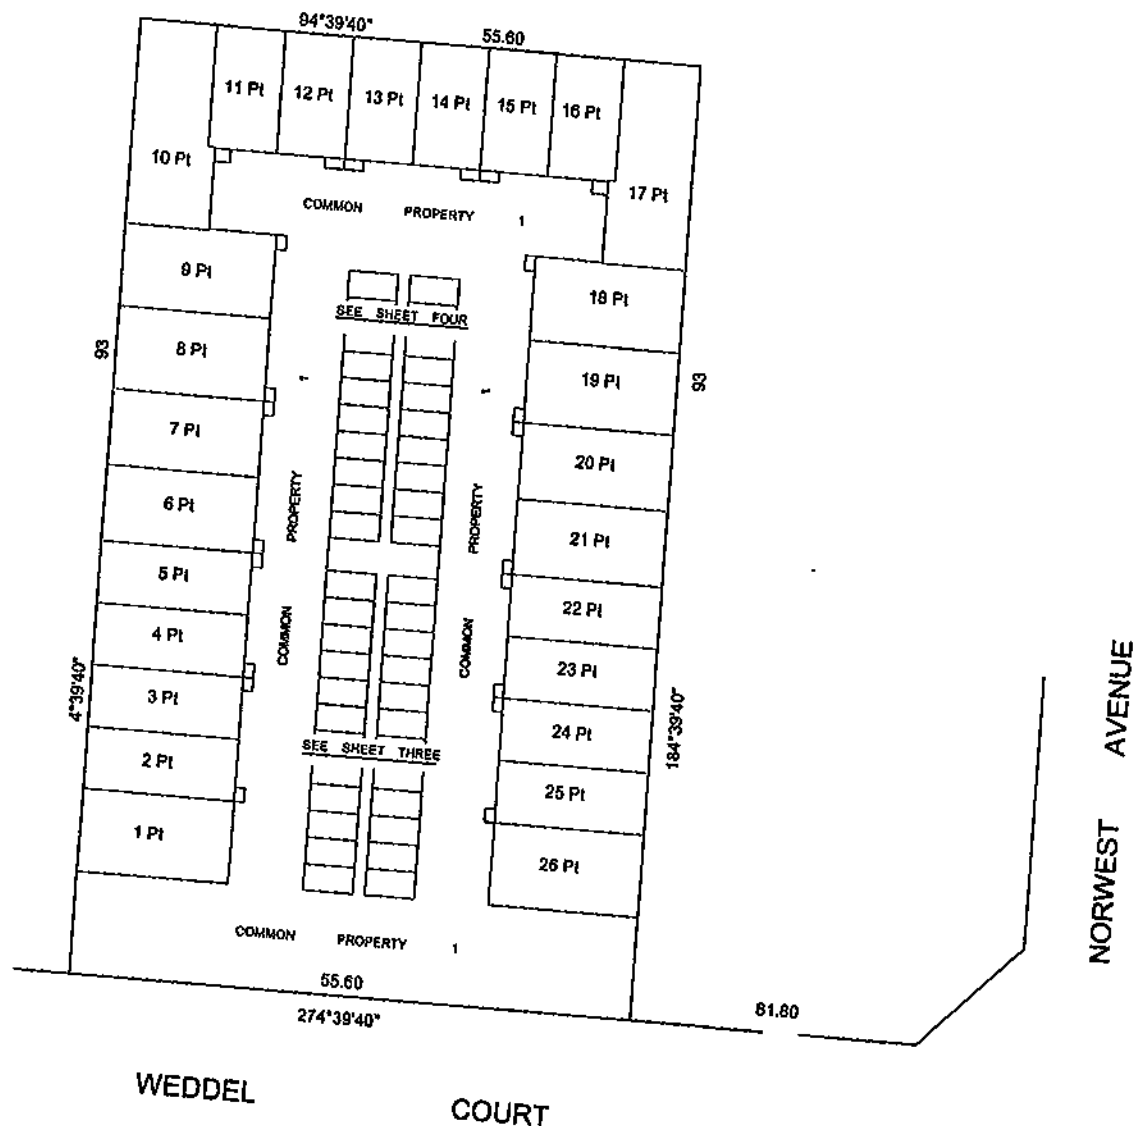 94°39'40"
55.60
11 Pt
12 Pt
13 Pt
14 Pt
15 Pt
16 Pt
10 Pt
17 Pt
COMMON PROPERTY 1
9 Pt
18 Pt
SEE SHEET FOUR
8 Pt
19 Pt
93
93
1
1
7 Pt
20 Pt
6 Pt
21 Pt
COMMON PROPERTY
COMMON PROPERTY
5 Pt
22 Pt
4 Pt
23 Pt
3 Pt
24 Pt
4°39'40"
184°39'40"
SEE SHEET THREE
2 Pt
25 Pt
1 Pt
26 Pt
COMMON PROPERTY 1
55.60
274°39'40"
81.80
NORWEST AVENUE
WEDDEL COURT